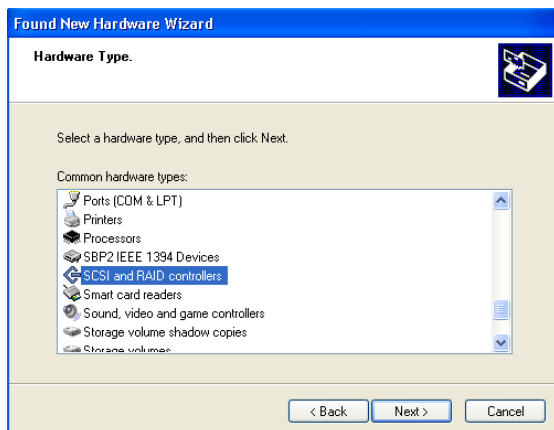 Found New Hardware Wizard
Hardware Type.
Select a hardware type, and then click Next.
Common hardware types:
Ports (COM & LPT)
Printers
Processors
SBP2 IEEE 1394 Devices
SCSI and RAID controllers
Smart card readers
Sound, video and game controllers
Storage volume shadow copies
Storage volumes
< Back
Next >
Cancel